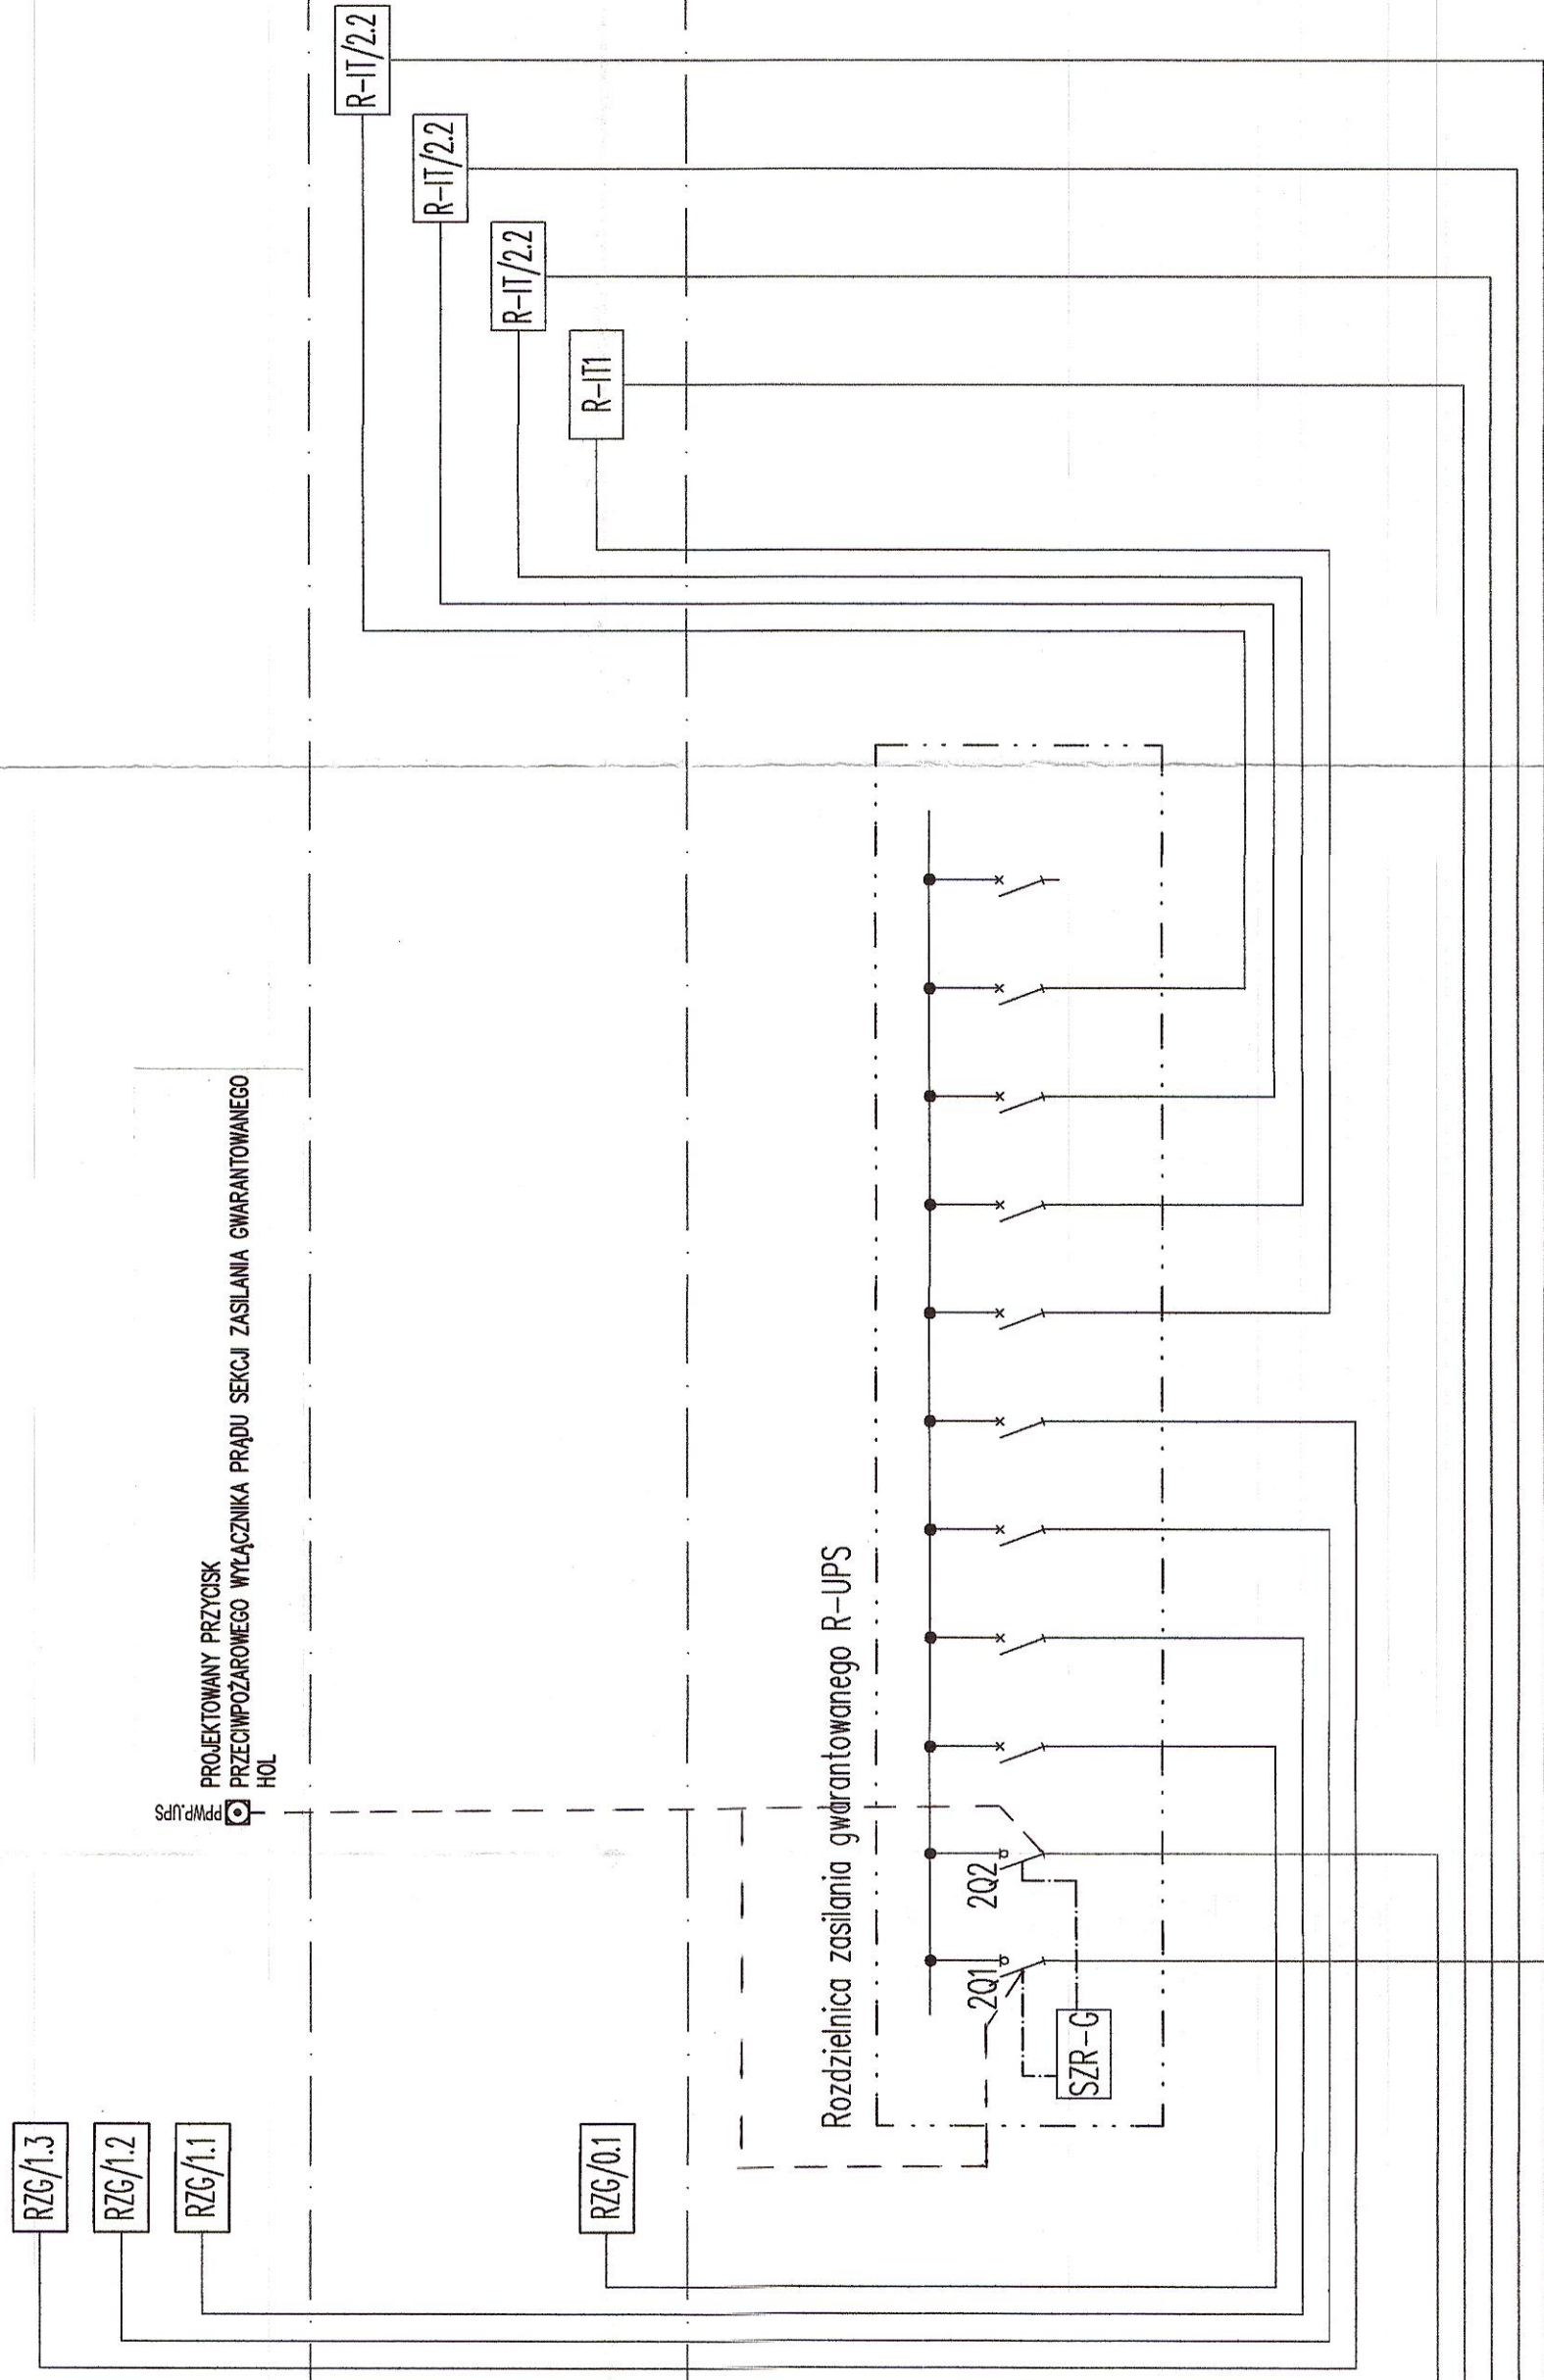 R-IT/2.2
R-IT/2.2
R-IT/2.2
R-IT1
PROJEKTOWANY PRZYCISK
PRZECIWPOŻAROWEGO WYŁĄCZNIKA PRĄDU SEKCJI ZASILANIA GWARANTOWANEGO
HOL
PPWP.UPS
Rozdzielnica zasilania gwarantowanego R-UPS
2Q2
2Q1
SZR-G
RZG/1.3
RZG/1.2
RZG/1.1
RZG/0.1